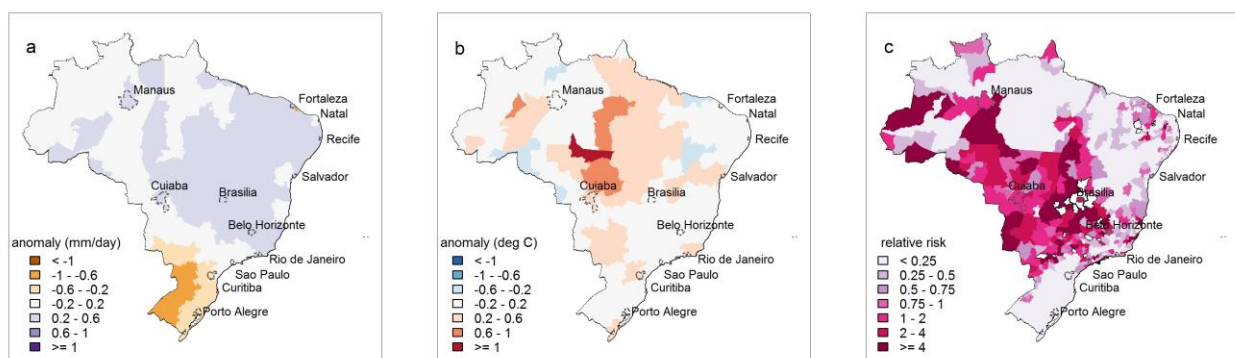 a
Manaus
Fortaleza
Natal
Recife
Salvador
Cuiaba
Brasilia
Belo Horizonte
Rio de Janeiro
Sao Paulo
Curitiba
Porto Alegre
anomaly (mm/day)
< -1
-1 - -0.6
-0.6 - -0.2
-0.2 - 0.2
0.2 - 0.6
0.6 - 1
>= 1
b
Manaus
Fortaleza
Natal
Recife
Salvador
Cuiaba
Brasilia
Belo Horizonte
Rio de Janeiro
Sao Paulo
Curitiba
Porto Alegre
anomaly (deg C)
< -1
-1 - -0.6
-0.6 - -0.2
-0.2 - 0.2
0.2 - 0.6
0.6 - 1
>= 1
c
Manaus
Fortaleza
Natal
Recife
Salvador
Cuiaba
Brasilia
Belo Horizonte
Rio de Janeiro
Sao Paulo
Curitiba
Porto Alegre
relative risk
< 0.25
0.25 - 0.5
0.5 - 0.75
0.75 - 1
1 - 2
2 - 4
>= 4